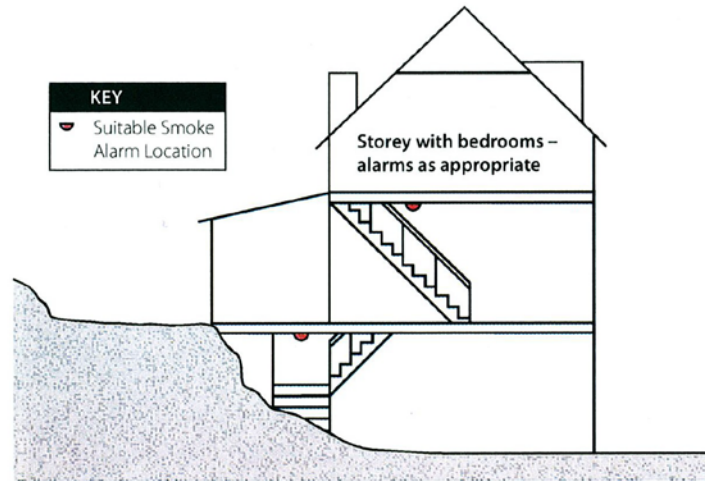 KEY
Suitable Smoke
Alarm Location
Storey with bedrooms –
alarms as appropriate